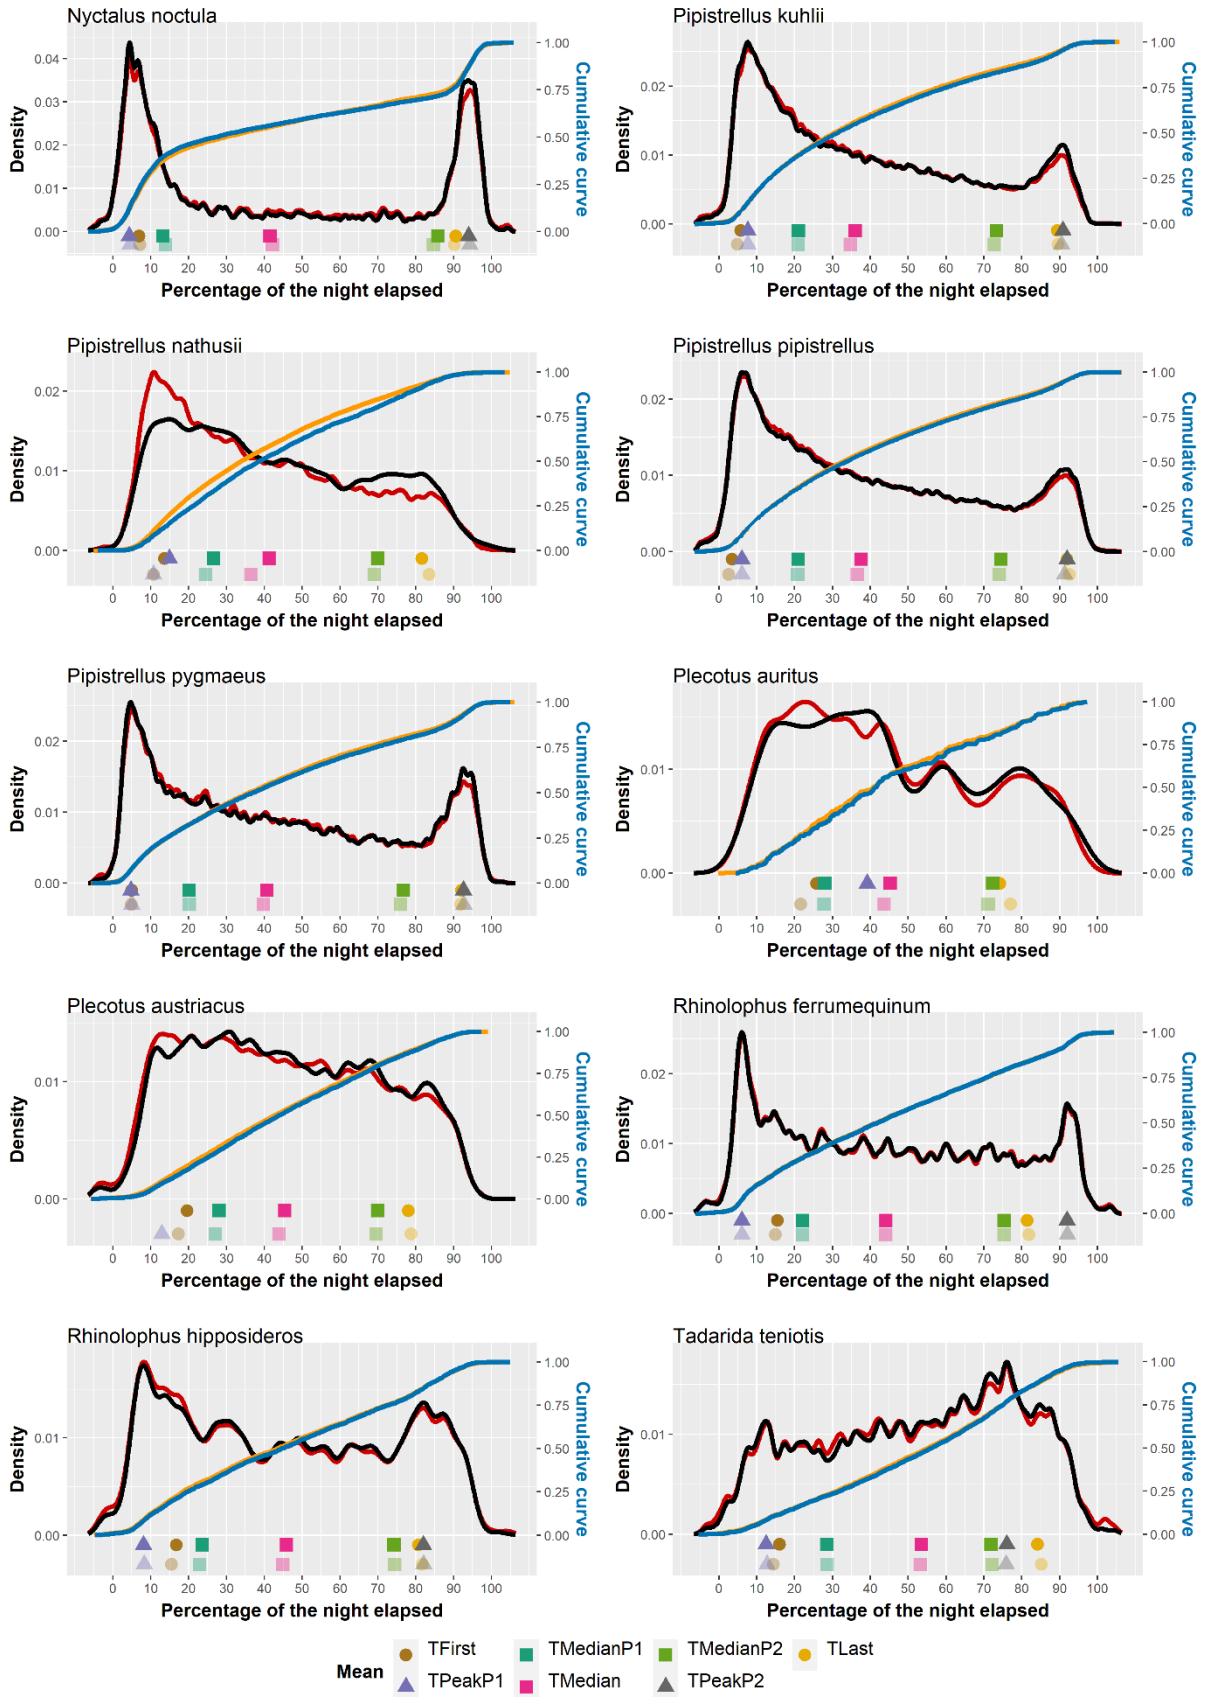 Nyctalus noctula
Density
0.04
0.03
0.02
0.01
0.00
1.00
0.75
0.50
0.25
0.00
Cumulative curve
0 10 20 30 40 50 60 70 80 90 100
Percentage of the night elapsed
Pipistrellus kuhlii
Density
0.02
0.01
0.00
1.00
0.75
0.50
0.25
0.00
Cumulative curve
0 10 20 30 40 50 60 70 80 90 100
Percentage of the night elapsed
Pipistrellus nathusii
Density
0.02
0.01
0.00
1.00
0.75
0.50
0.25
0.00
Cumulative curve
0 10 20 30 40 50 60 70 80 90 100
Percentage of the night elapsed
Pipistrellus pipistrellus
Density
0.02
0.01
0.00
1.00
0.75
0.50
0.25
0.00
Cumulative curve
0 10 20 30 40 50 60 70 80 90 100
Percentage of the night elapsed
Pipistrellus pygmaeus
Density
0.02
0.01
0.00
1.00
0.75
0.50
0.25
0.00
Cumulative curve
0 10 20 30 40 50 60 70 80 90 100
Percentage of the night elapsed
Plecotus auritus
Density
0.01
0.00
1.00
0.75
0.50
0.25
0.00
Cumulative curve
0 10 20 30 40 50 60 70 80 90 100
Percentage of the night elapsed
Plecotus austriacus
Density
0.01
0.00
1.00
0.75
0.50
0.25
0.00
Cumulative curve
0 10 20 30 40 50 60 70 80 90 100
Percentage of the night elapsed
Rhinolophus ferrumequinum
Density
0.02
0.01
0.00
1.00
0.75
0.50
0.25
0.00
Cumulative curve
0 10 20 30 40 50 60 70 80 90 100
Percentage of the night elapsed
Rhinolophus hipposideros
Density
0.01
0.00
1.00
0.75
0.50
0.25
0.00
Cumulative curve
0 10 20 30 40 50 60 70 80 90 100
Percentage of the night elapsed
Tadarida teniotis
Density
0.01
0.00
1.00
0.75
0.50
0.25
0.00
Cumulative curve
0 10 20 30 40 50 60 70 80 90 100
Percentage of the night elapsed
Mean
TFirst TMedianP1 TMedianP2 TLast
TPeakP1 TMedian TPeakP2